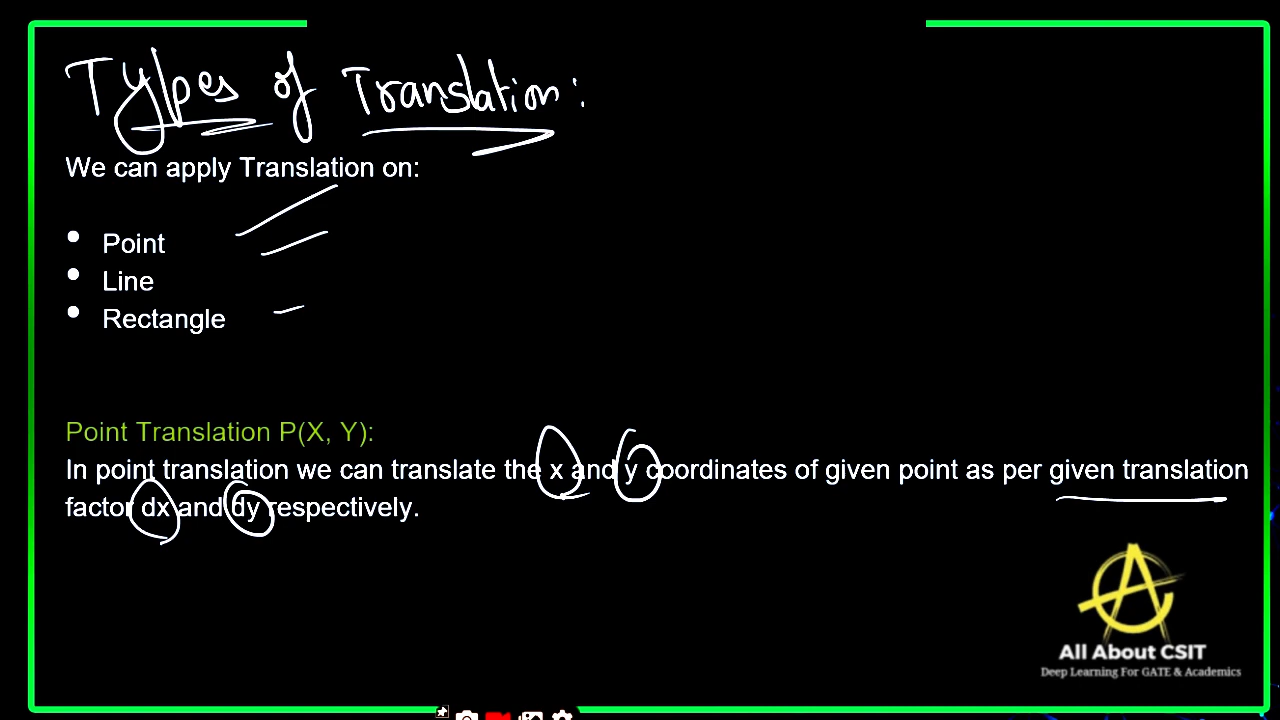 Types of Translation:
We can apply Translation on:
• Point
• Line
• Rectangle
Point Translation P(X, Y):
In point translation we can translate the x and y coordinates of given point as per given translation
factor dx and dy respectively.
All About CSIT
Deep Learning For GATE & Academics